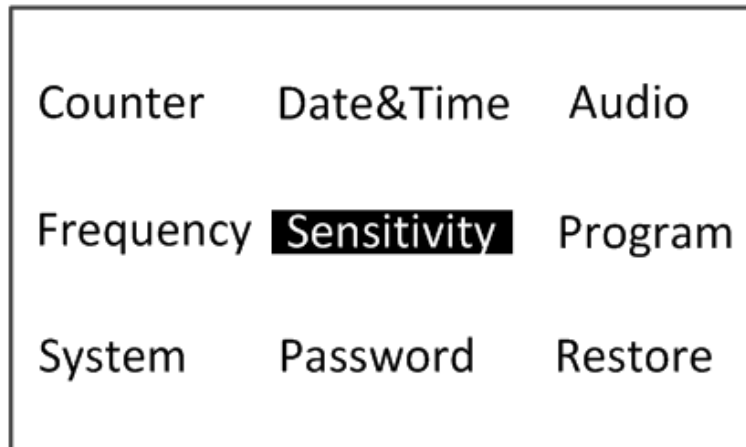 Counter Date&Time Audio
Frequency Sensitivity Program
System Password Restore